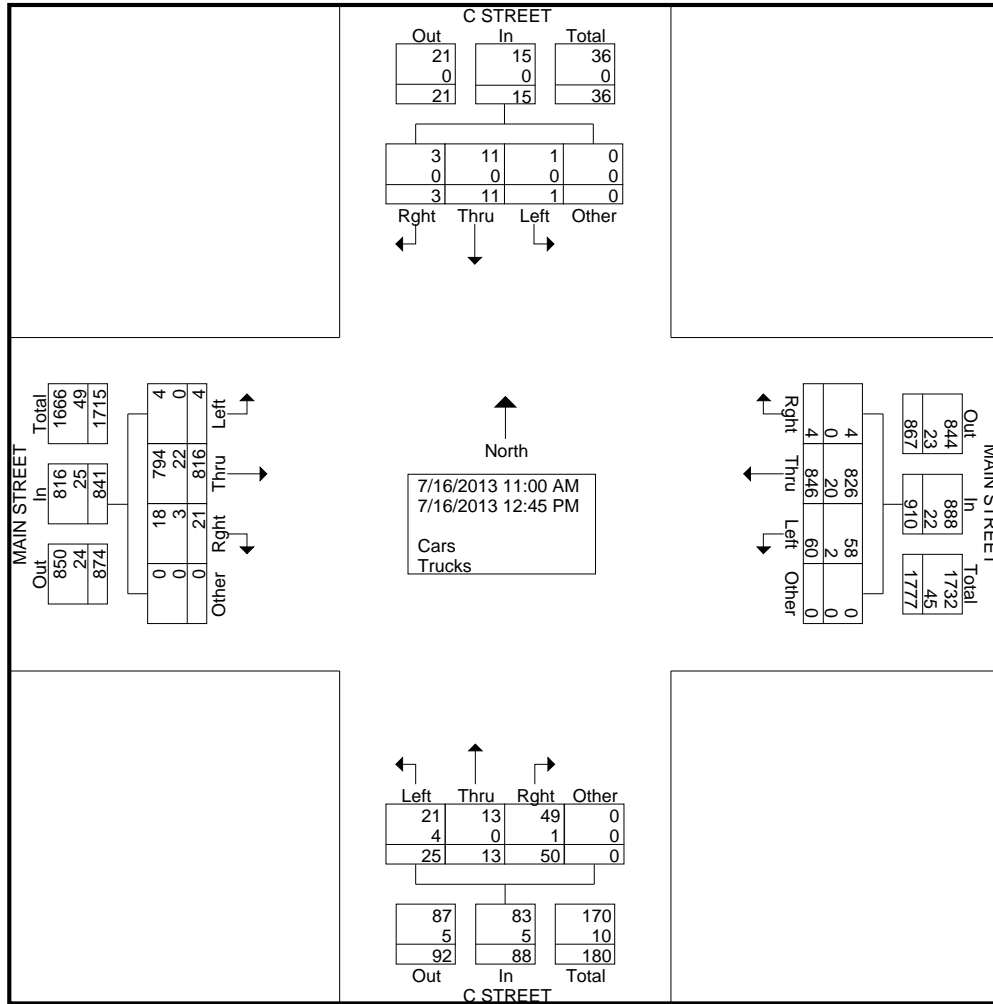 C STREET
Out In Total
21 15 36
0 0 0
21 15 36
3 11 1 0
0 0 0 0
3 11 1 0
Rght Thru Left Other
MAIN STREET
Total In Out
1666 816 850
49 25 24
1715 841 874
4 794 18 0
0 22 3 0
4 816 21 0
Left Thru Rght Other
North
7/16/2013 11:00 AM
7/16/2013 12:45 PM
Cars
Trucks
MAIN STREET
Out In Total
844 888 1732
23 22 45
867 910 1777
4 826 58 0
0 20 2 0
4 846 60 0
Rght Thru Left Other
Left Thru Rght Other
21 13 49 0
4 0 1 0
25 13 50 0
87 83 170
5 5 10
92 88 180
Out In Total
C STREET